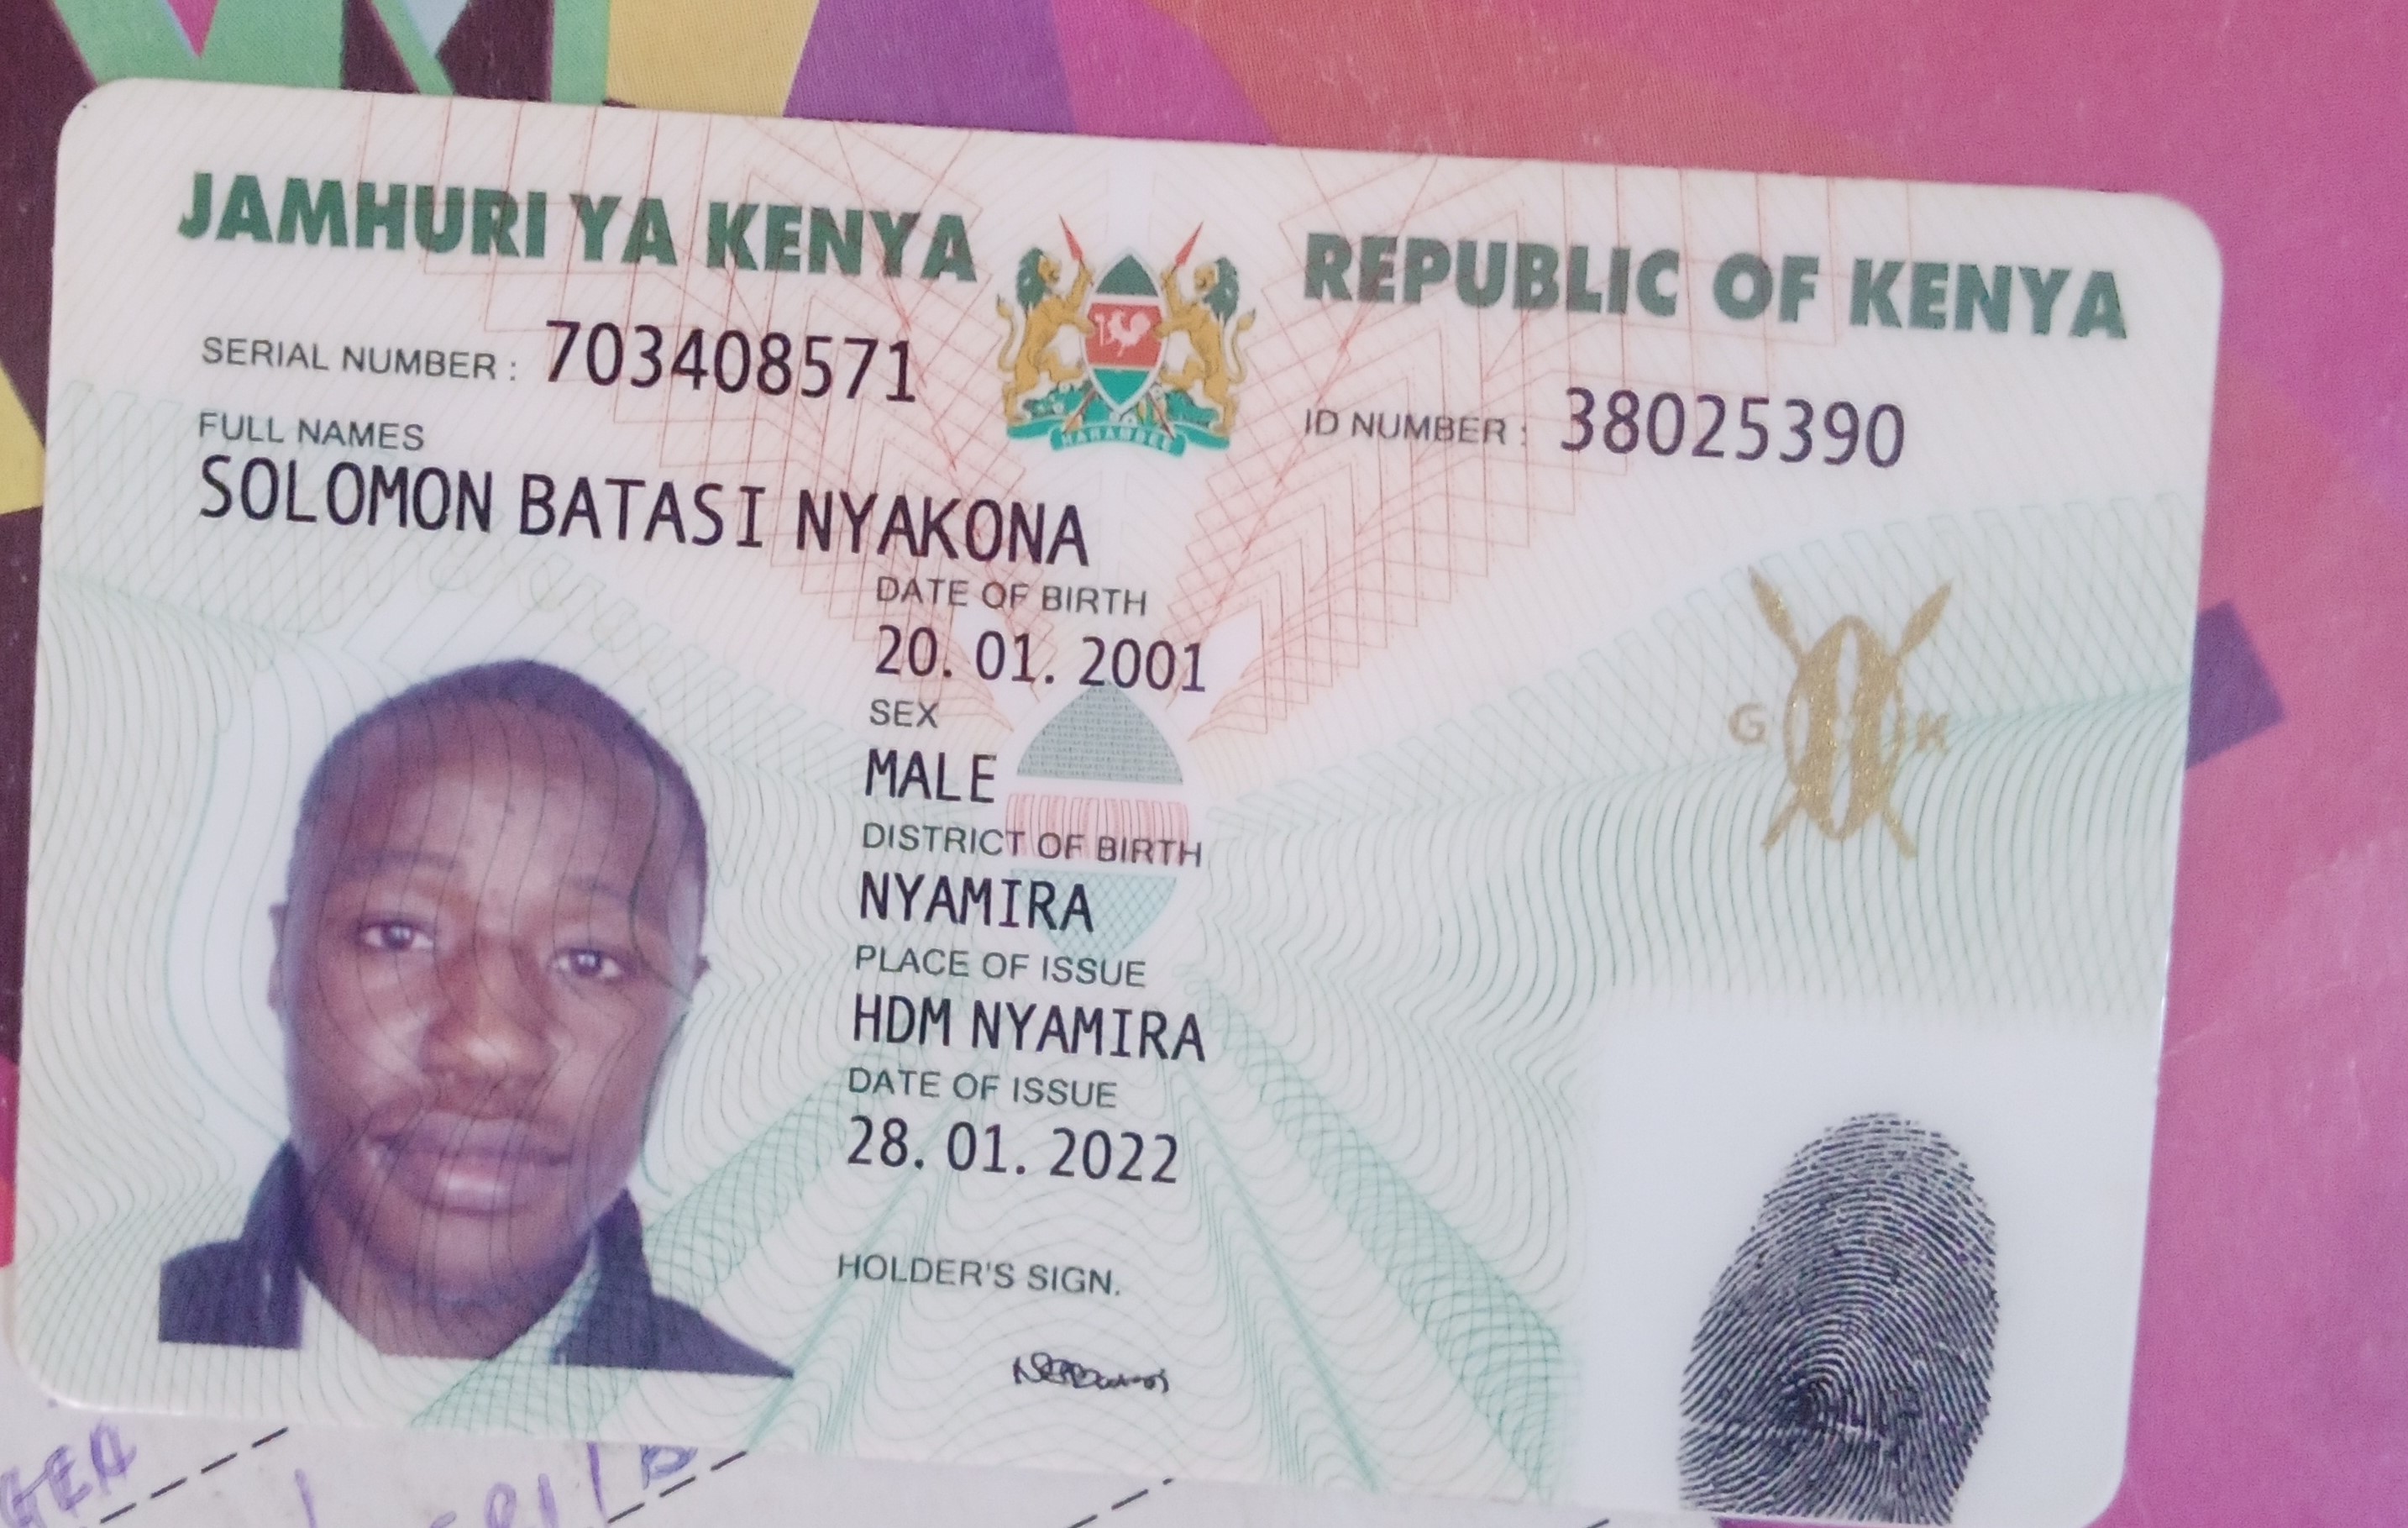 JAMHURI YA KENYA
REPUBLIC OF KENYA
SERIAL NUMBER : 703408571
ID NUMBER : 38025390
FULL NAMES
SOLOMON BATASI NYAKONA
DATE OF BIRTH
20. 01. 2001
SEX
MALE
DISTRICT OF BIRTH
NYAMIRA
PLACE OF ISSUE
HDM NYAMIRA
DATE OF ISSUE
28. 01. 2022
HOLDER'S SIGN.
G K
HARAMBEE